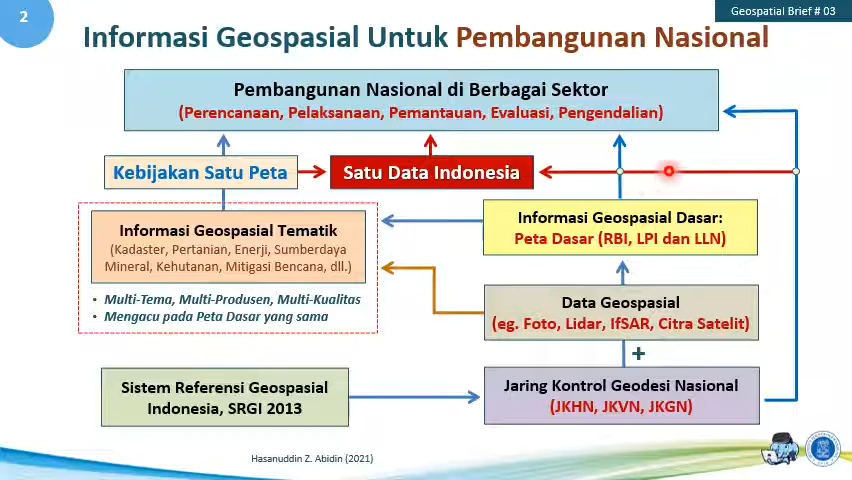 2
Geospatial Brief # 03
Informasi Geospasial Untuk Pembangunan Nasional
Pembangunan Nasional di Berbagai Sektor
(Perencanaan, Pelaksanaan, Pemantauan, Evaluasi, Pengendalian)
Kebijakan Satu Peta
Satu Data Indonesia
Informasi Geospasial Tematik
(Kadaster, Pertanian, Enerji, Sumberdaya
Mineral, Kehutanan, Mitigasi Bencana, dll.)
• Multi-Tema, Multi-Produsen, Multi-Kualitas
• Mengacu pada Peta Dasar yang sama
Informasi Geospasial Dasar:
Peta Dasar (RBI, LPI dan LLN)
Data Geospasial
(eg. Foto, Lidar, IfSAR, Citra Satelit)
+
Sistem Referensi Geospasial
Indonesia, SRGI 2013
Jaring Kontrol Geodesi Nasional
(JKHN, JKVN, JKGN)
Hasanuddin Z. Abidin (2021)